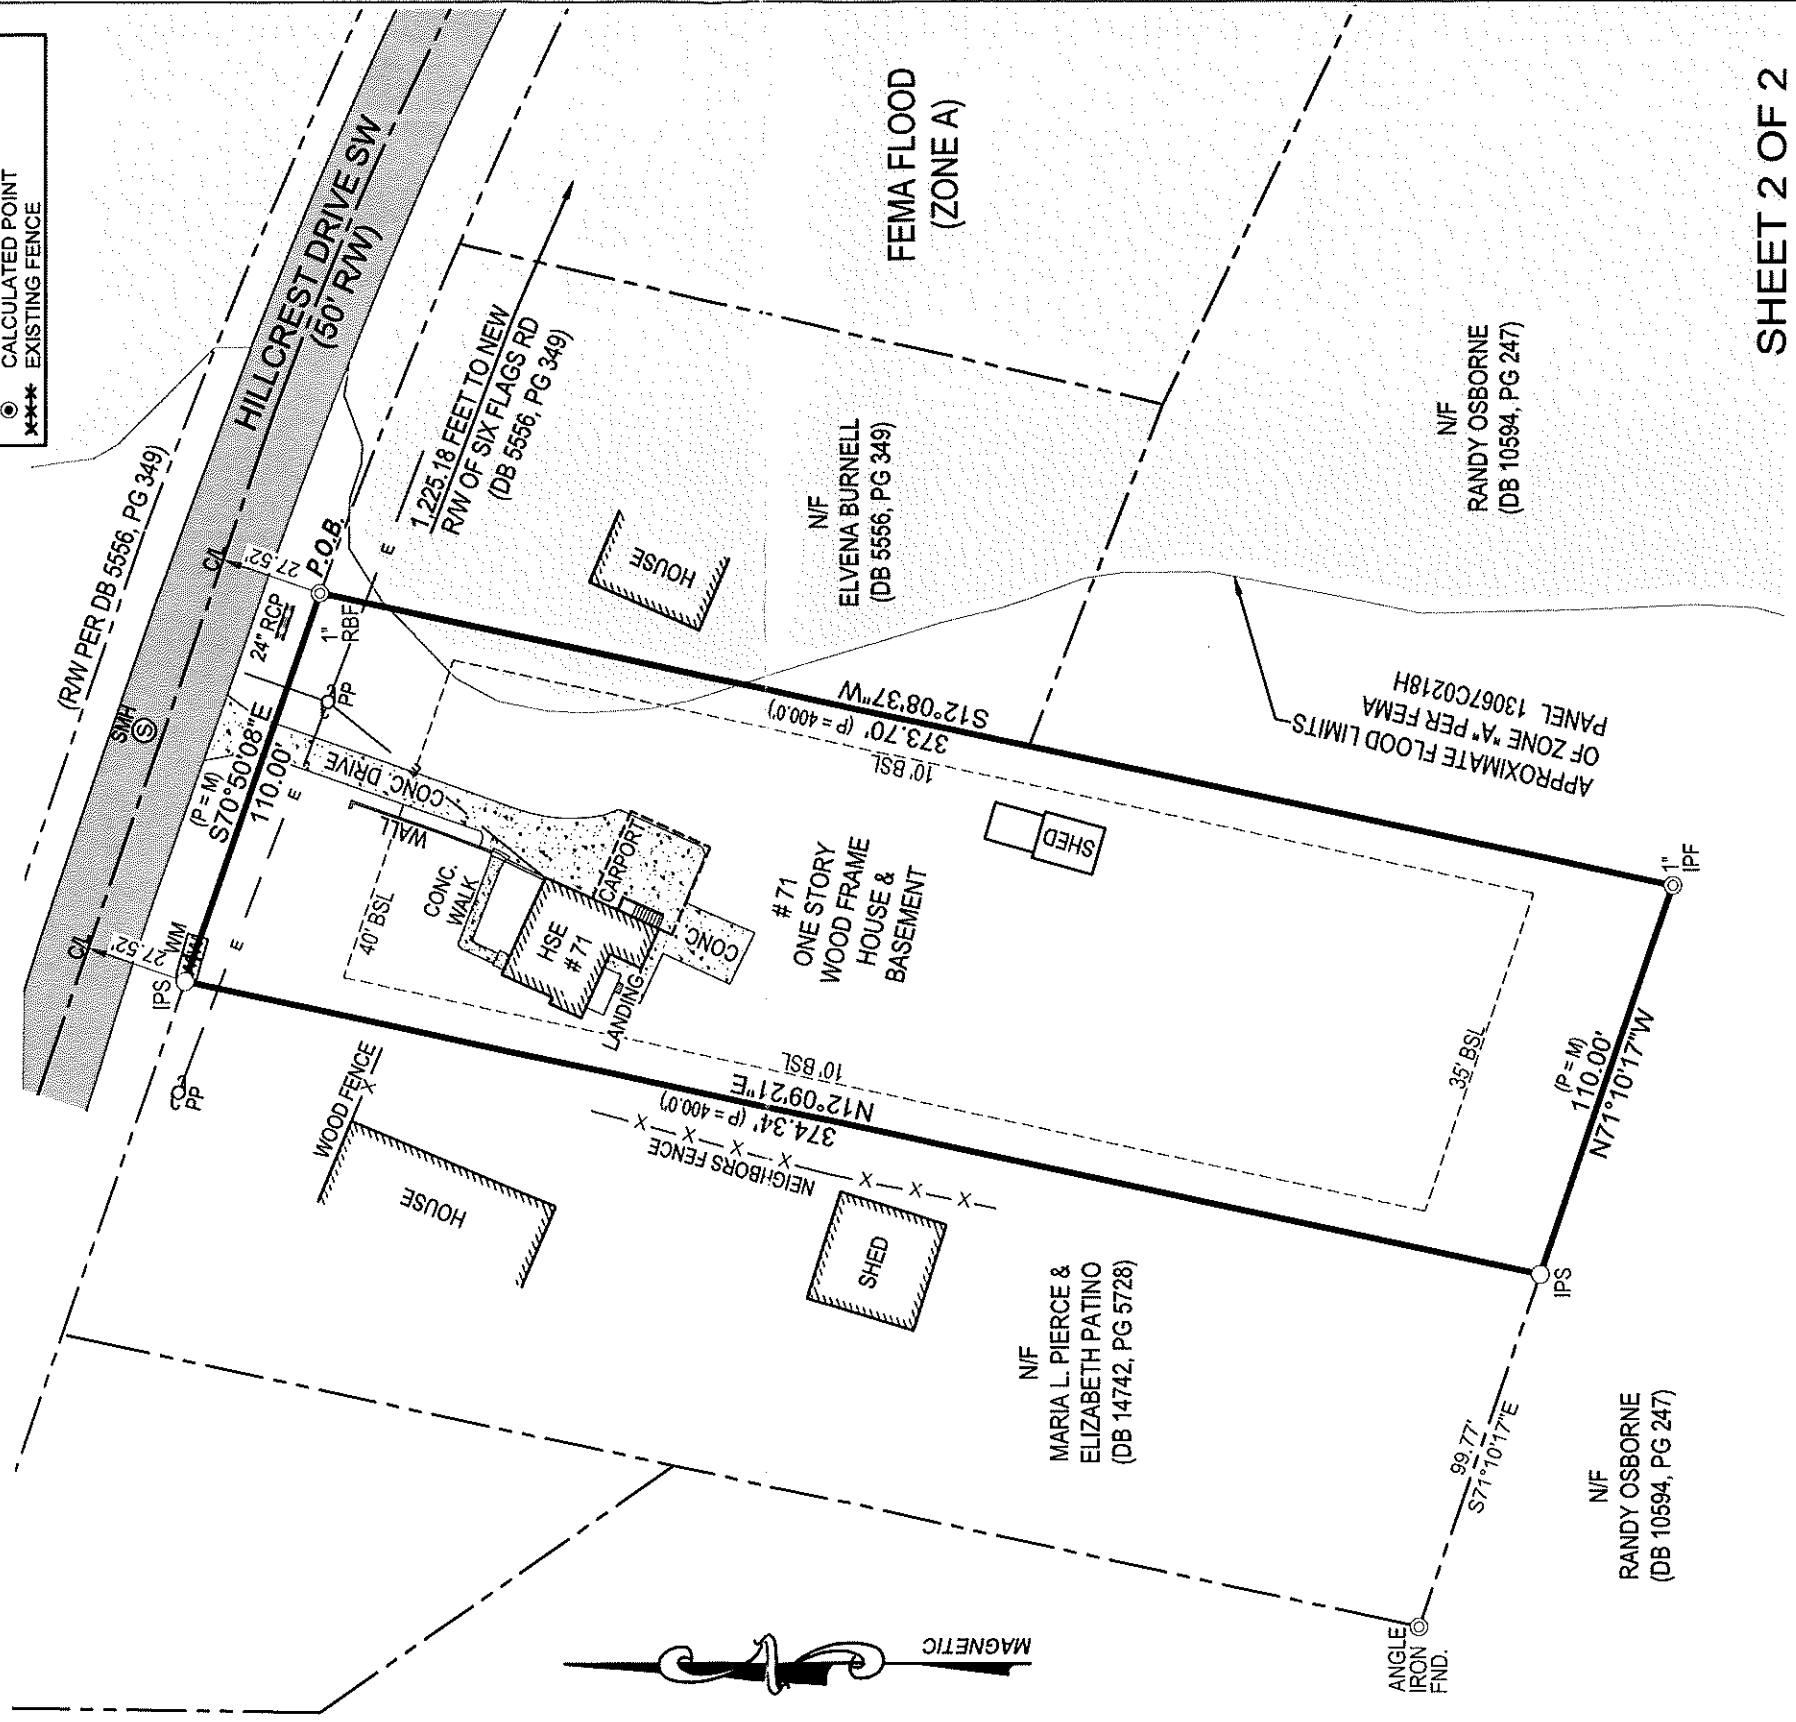 CALCULATED POINT
EXISTING FENCE
HILLCREST DRIVE SW
(50' R/W)
(R/W PER DB 5556, PG 349)
C/L
27.52'
C/L
27.52'
SMH
S
24" RCP
P.O.B.
1"
RBF
PP
PP
IPS
WM
E
E
E
(P = M)
S70°50'08"E
110.00'
1,225.18 FEET TO NEW
R/W OF SIX FLAGS RD
(DB 5556, PG 349)
FEMA FLOOD
(ZONE A)
CONC. DRIVE
WALL
CONC.
WALK
40' BSL
CARPORT
HSE
# 71
CONC.
LANDING
# 71
ONE STORY
WOOD FRAME
HOUSE &
BASEMENT
SHED
HOUSE
N/F
ELVENA BURNELL
(DB 5556, PG 349)
S12°08'37"W
373.70' (P = 400.0')
10' BSL
APPROXIMATE FLOOD LIMITS
OF ZONE "A" PER FEMA
PANEL 13067C0218H
N/F
RANDY OSBORNE
(DB 10594, PG 247)
10' BSL
N12°09'21"E
374.34' (P = 400.0')
NEIGHBORS FENCE
X X X X X X X
WOOD FENCE
X
HOUSE
SHED
N/F
MARIA L. PIERCE &
ELIZABETH PATINO
(DB 14742, PG 5728)
35' BSL
(P = M)
110.00'
N71°10'17"W
1"
IPF
IPS
99.77'
S71°10'17"E
ANGLE
IRON
FND.
N/F
RANDY OSBORNE
(DB 10594, PG 247)
MAGNETIC
SHEET 2 OF 2